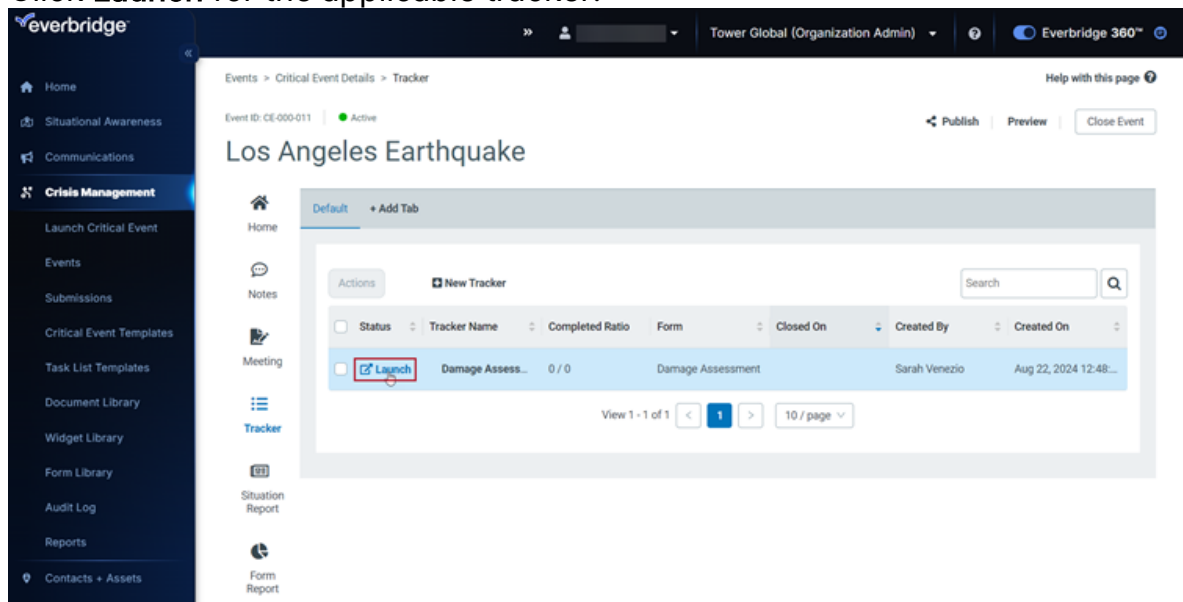 Click Launch for the applicable tracker.
everbridge
«
» Tower Global (Organization Admin) Everbridge 360™
Home
Situational Awareness
Communications
Crisis Management
Launch Critical Event
Events
Submissions
Critical Event Templates
Task List Templates
Document Library
Widget Library
Form Library
Audit Log
Reports
Contacts + Assets
Events > Critical Event Details > Tracker
Help with this page
Event ID: CE-000-011 Active
Publish Preview Close Event
Los Angeles Earthquake
Home
Notes
Meeting
Tracker
Situation
Report
Form
Report
Default + Add Tab
Actions New Tracker Search
Status Tracker Name Completed Ratio Form Closed On Created By Created On
Launch Damage Assess... 0 / 0 Damage Assessment Sarah Venezio Aug 22, 2024 12:48:...
View 1 - 1 of 1 < 1 > 10 / page